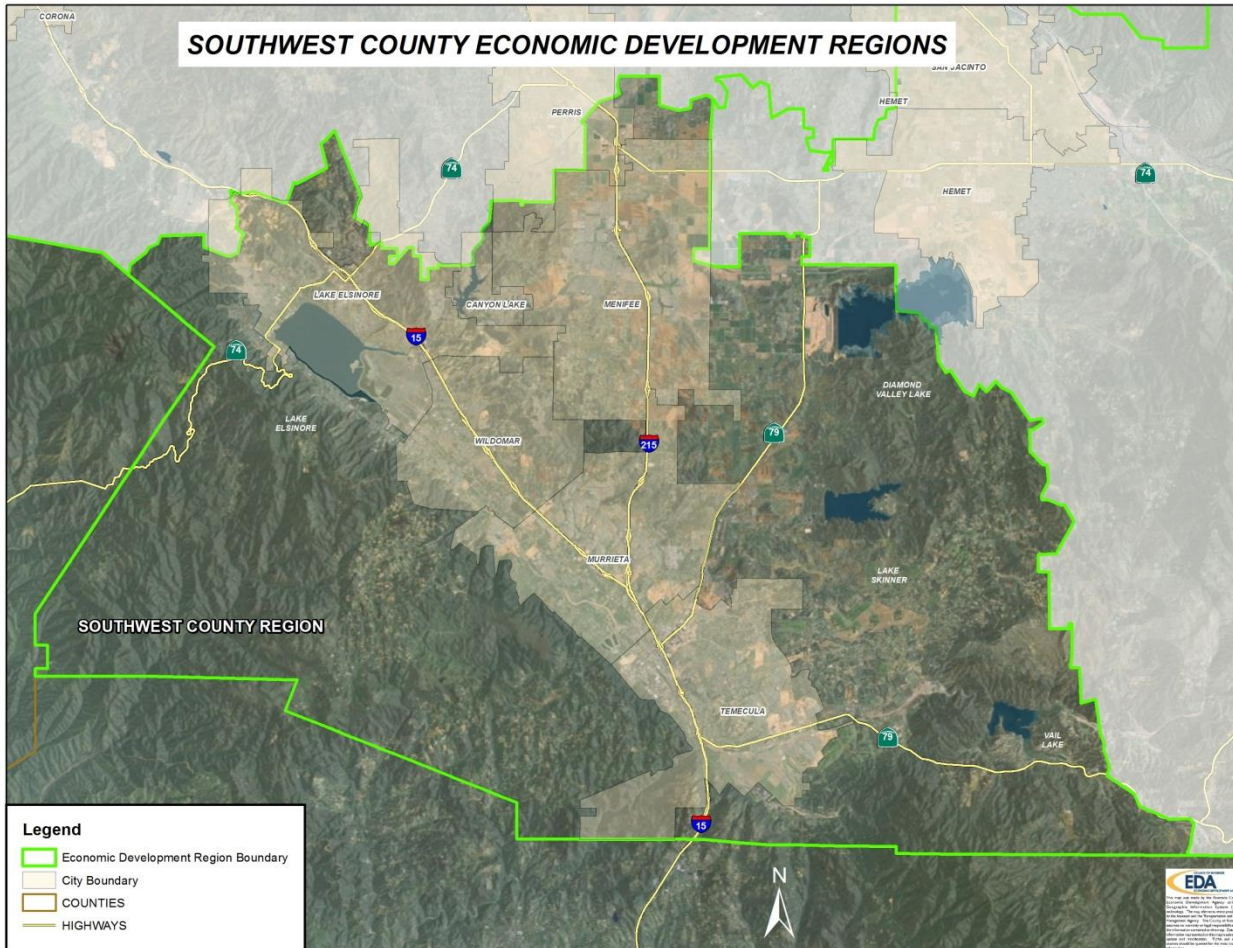 CORONA
SOUTHWEST COUNTY ECONOMIC DEVELOPMENT REGIONS
SAN JACINTO
PERRIS
HEMET
74
74
HEMET
LAKE ELSINORE
CANYON LAKE
MENIFEE
15
74
DIAMOND
VALLEY LAKE
LAKE
ELSINORE
WILDOMAR
215
79
MURRIETA
LAKE
SKINNER
SOUTHWEST COUNTY REGION
TEMECULA
79
VAIL
LAKE
15
Legend
Economic Development Region Boundary
City Boundary
COUNTIES
HIGHWAYS
N
EDA